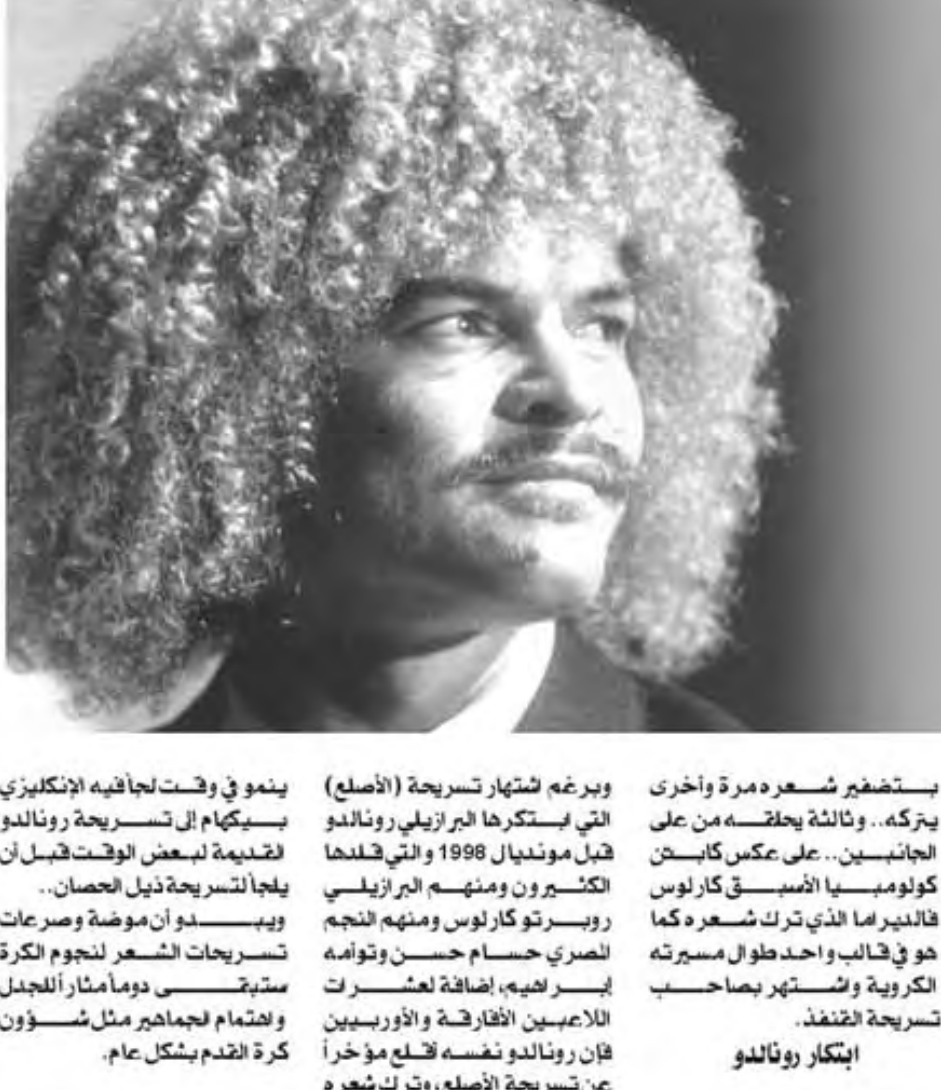 بتضفير شعره مرة وأخرى
يتركه.. وثالثة يحلقه من على
الجانبين.. على عكس كابتن
كولومبيا الأسبق كارلوس
فالديراما الذي ترك شعره كما
هو في قالب واحد طوال مسيرته
الكروية واشتهر بصاحب
تسريحة القنفذ.
ابتكار رونالدو
وبرغم اشتهار تسريحة (الأصلع)
التي ابتكرها البرازيلي رونالدو
قبل مونديال 1998 والتي قلدها
الكثيرون ومنهم البرازيلي
روبرتو كارلوس ومنهم النجم
المصري حسام حسن وتوأمه
إبراهيم، إضافة لعشرات
اللاعبين الأفارقة والأوربيين
فإن رونالدو نفسه أقلع مؤخراً
عن تسريحة الأصلع، وترك شعره
ينمو في وقت لجأ فيه الإنكليزي
بيكهام إلى تسريحة رونالدو
القديمة لبعض الوقت قبل أن
يلجأ لتسريحة ذيل الحصان..
ويبدو أن موضة وصرعات
تسريحات الشعر لنجوم الكرة
ستبقى دوماً مثار أللجدل
واهتمام لجماهير مثل شؤون
كرة القدم بشكل عام.